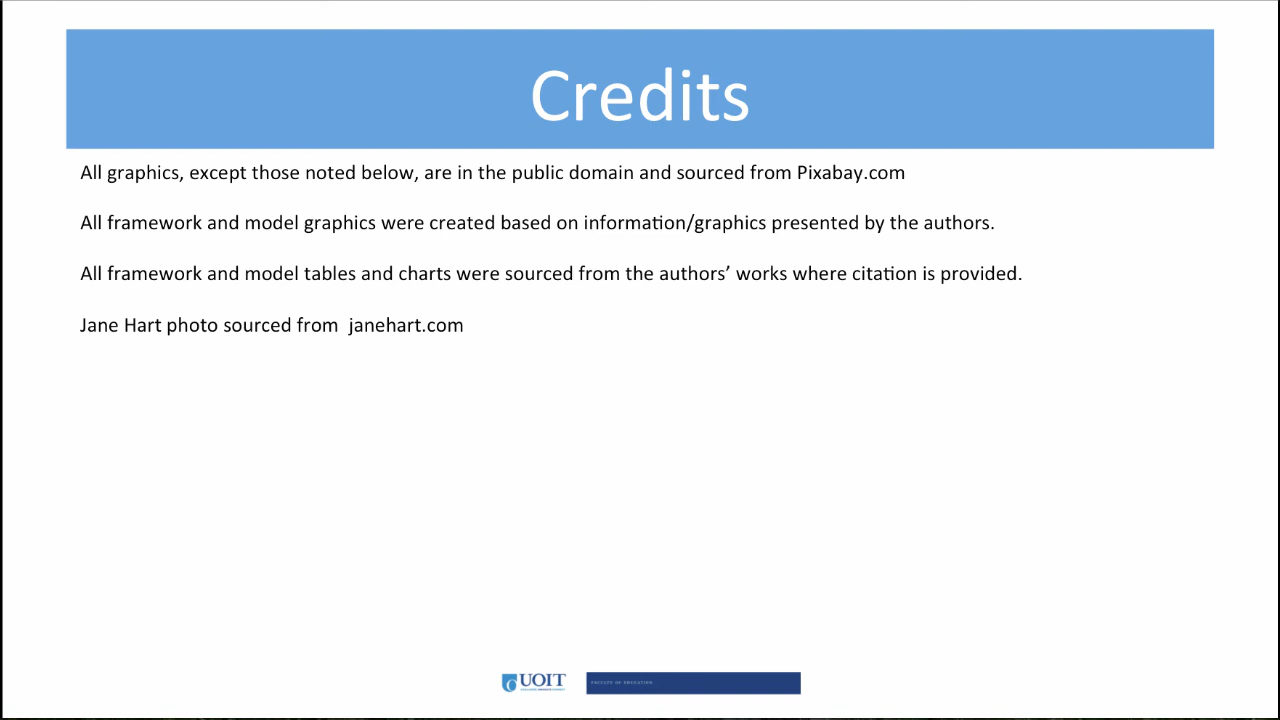 Credits
All graphics, except those noted below, are in the public domain and sourced from Pixabay.com
All framework and model graphics were created based on information/graphics presented by the authors.
All framework and model tables and charts were sourced from the authors’ works where citation is provided.
Jane Hart photo sourced from  janehart.com
UOIT
FACULTY OF EDUCATION